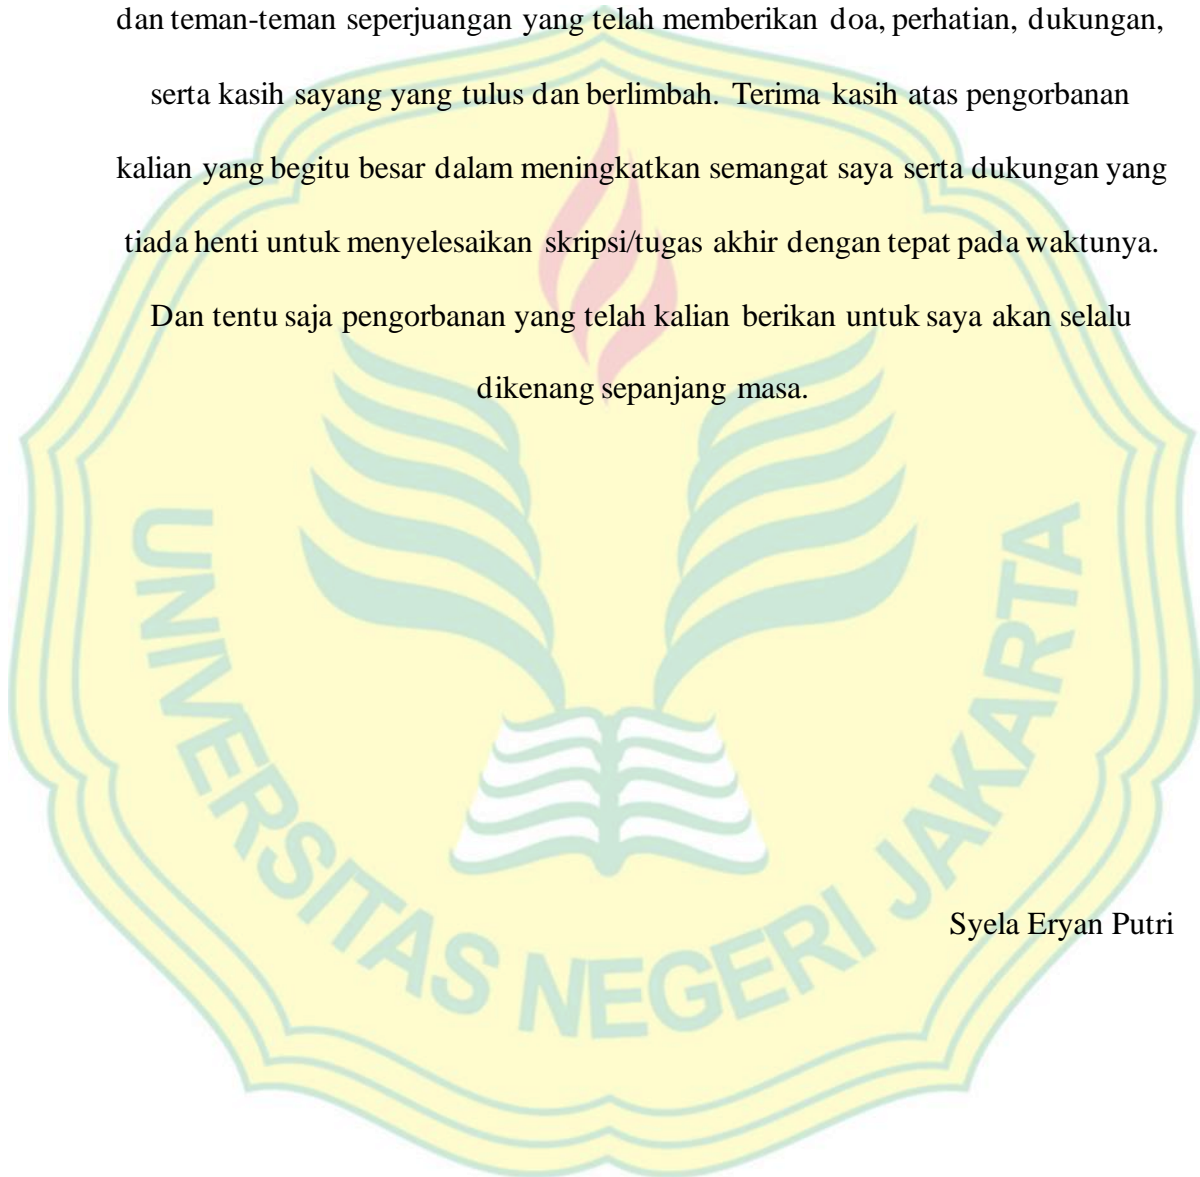 dan teman-teman seperjuangan yang telah memberikan doa, perhatian, dukungan,
serta kasih sayang yang tulus dan berlimbah. Terima kasih atas pengorbanan
kalian yang begitu besar dalam meningkatkan semangat saya serta dukungan yang
tiada henti untuk menyelesaikan skripsi/tugas akhir dengan tepat pada waktunya.
Dan tentu saja pengorbanan yang telah kalian berikan untuk saya akan selalu
dikenang sepanjang masa.
UNIVERSITAS NEGERI JAKARTA
Syela Eryan Putri